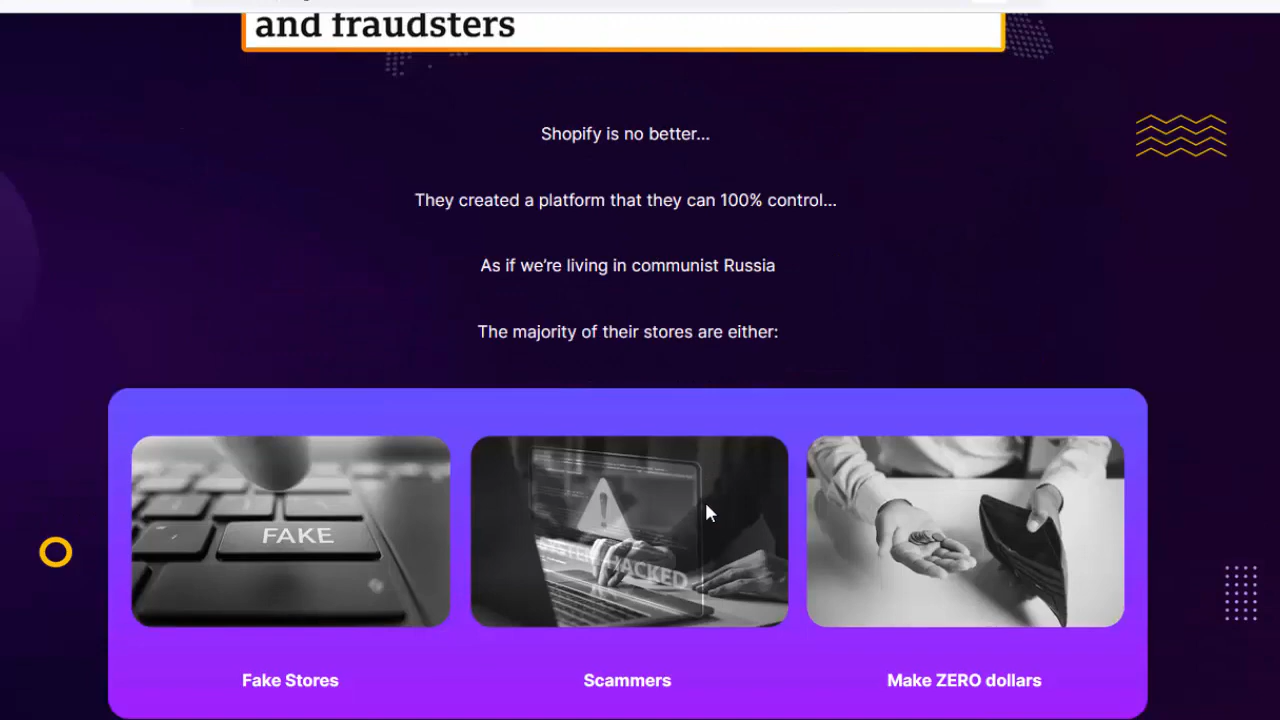 and fraudsters
Shopify is no better...
They created a platform that they can 100% control...
As if we're living in communist Russia
The majority of their stores are either:
FAKE
HACKED
Fake Stores
Scammers
Make ZERO dollars